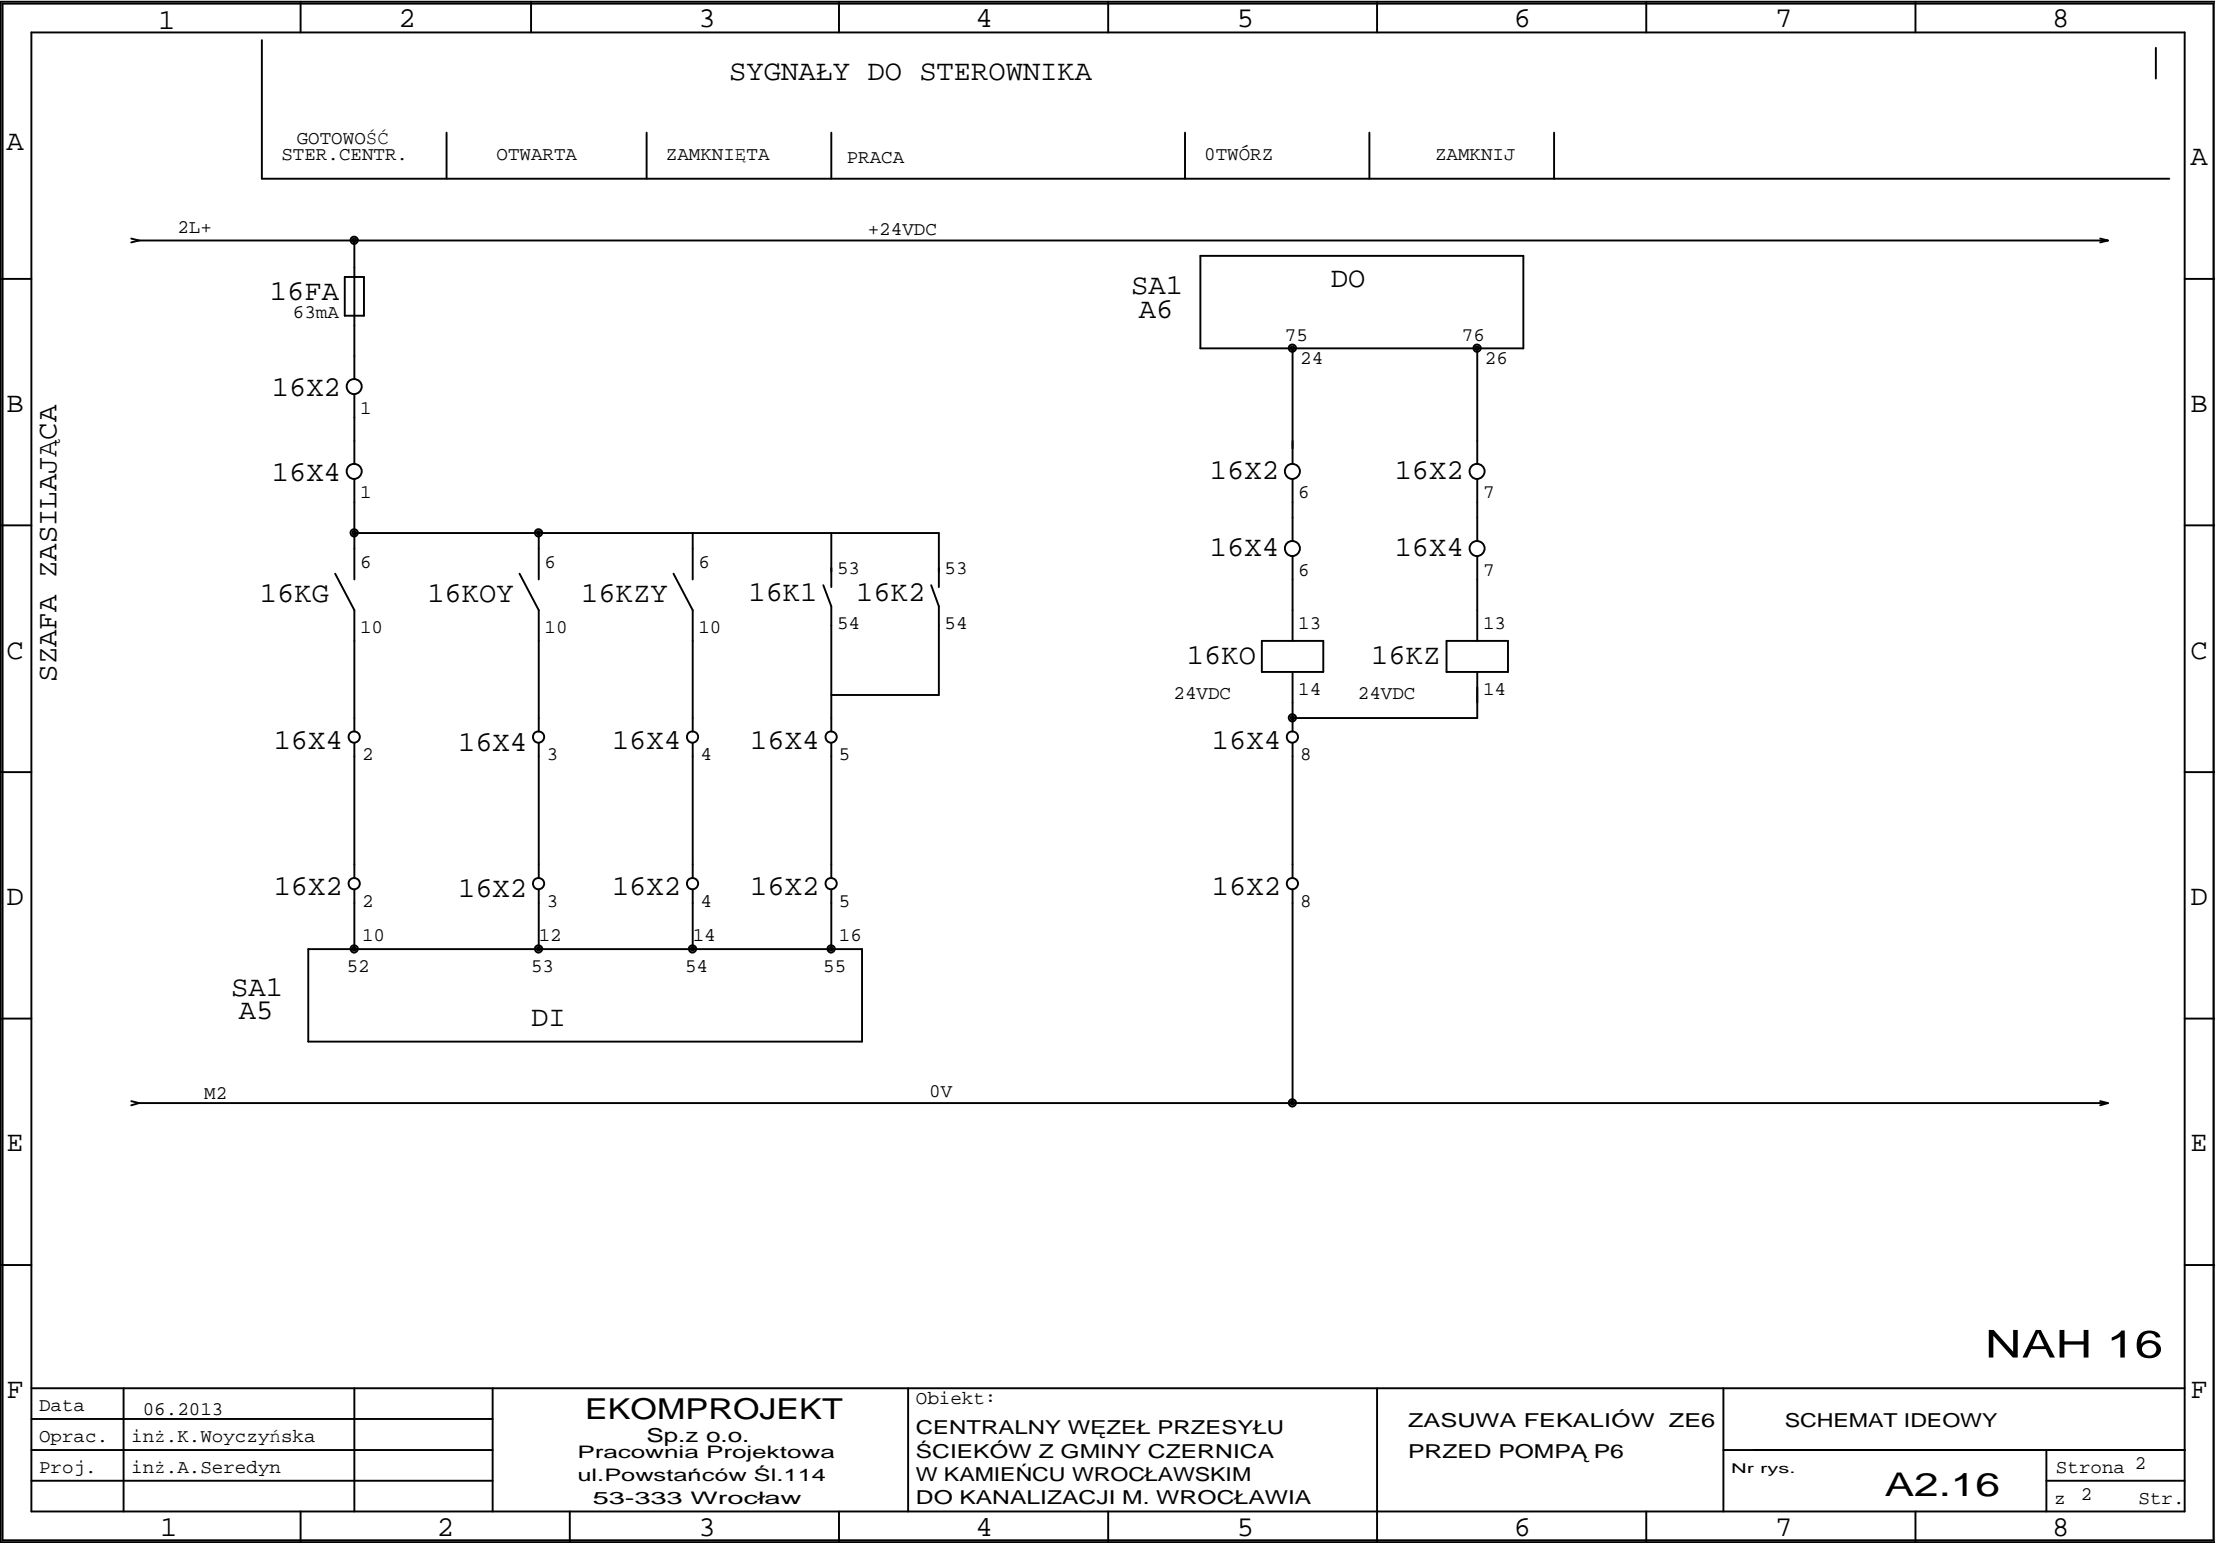 1 2 3 4 5 6 7 8
SYGNAŁY DO STEROWNIKA
A A
GOTOWOŚĆ
STER.CENTR.
OTWARTA
ZAMKNIĘTA
PRACA
0TWÓRZ
ZAMKNIJ
2L+ +24VDC
16FA
63mA
SA1
A6
DO
75 76
24 26
B B
SZAFA ZASILAJĄCA
16X2
1
16X4
1
16X2 16X2
6 7
16X4 16X4
6 7
6 6 6 53 53
16KG 16KOY 16KZY 16K1 16K2
10 10 10 54 54
13 13
C C
16KO 16KZ
24VDC 14 24VDC 14
16X4 16X4 16X4 16X4 16X4
2 3 4 5 8
D D
16X2 16X2 16X2 16X2 16X2
2 3 4 5 8
10 12 14 16
52 53 54 55
SA1
A5
DI
M2 0V
E E
NAH 16
F F
Data 06.2013
Oprac. inż.K.Woyczyńska
Proj. inż.A.Seredyn
EKOMPROJEKT
Sp.z o.o.
Pracownia Projektowa
ul.Powstańców Śl.114
53-333 Wrocław
Obiekt:
CENTRALNY WĘZEŁ PRZESYŁU
ŚCIEKÓW Z GMINY CZERNICA
W KAMIEŃCU WROCŁAWSKIM
DO KANALIZACJI M. WROCŁAWIA
ZASUWA FEKALIÓW ZE6
PRZED POMPĄ P6
SCHEMAT IDEOWY
Nr rys. A2.16
Strona 2
z 2 Str.
1 2 3 4 5 6 7 8